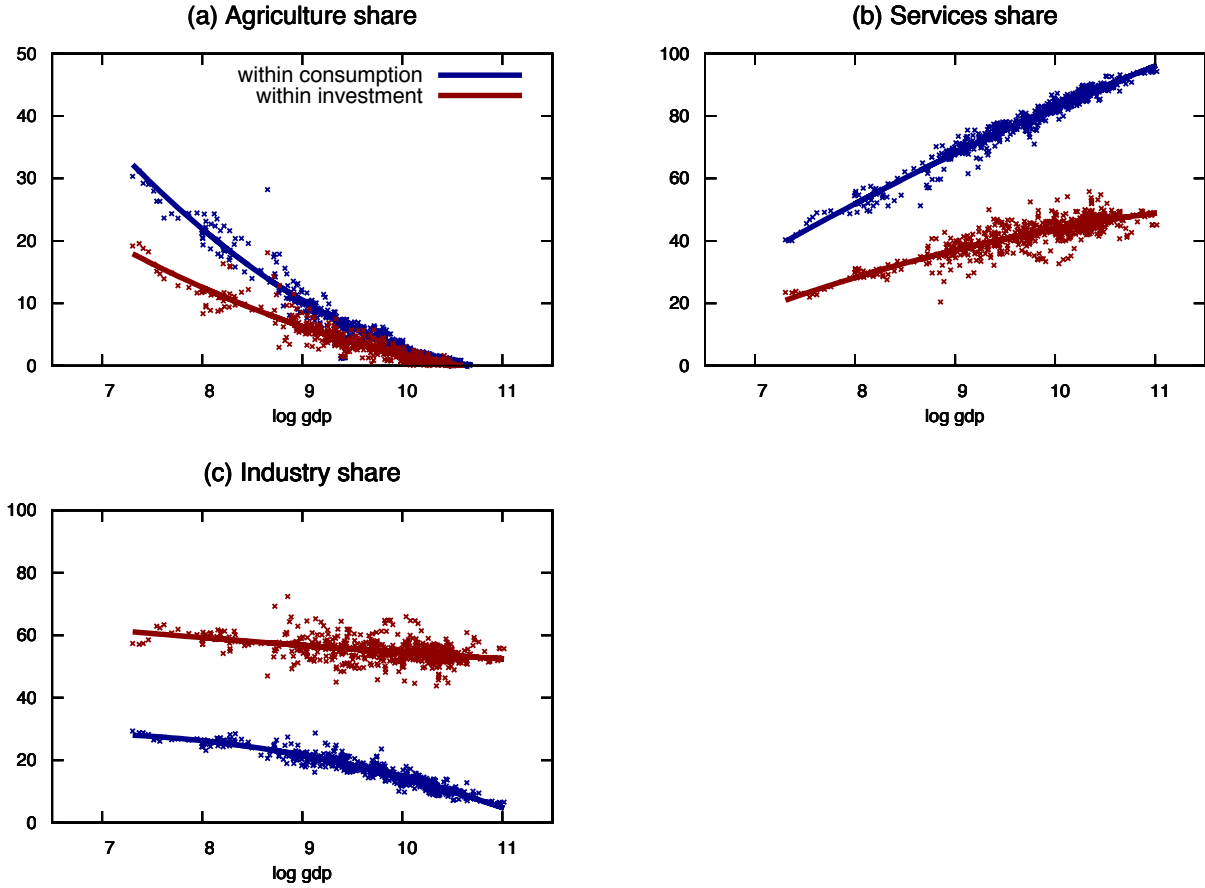 (a) Agriculture share
50
40
30
20
10
0
within consumption
within investment
7 8 9 10 11
log gdp
(b) Services share
100
80
60
40
20
0
7 8 9 10 11
log gdp
(c) Industry share
100
80
60
40
20
0
7 8 9 10 11
log gdp